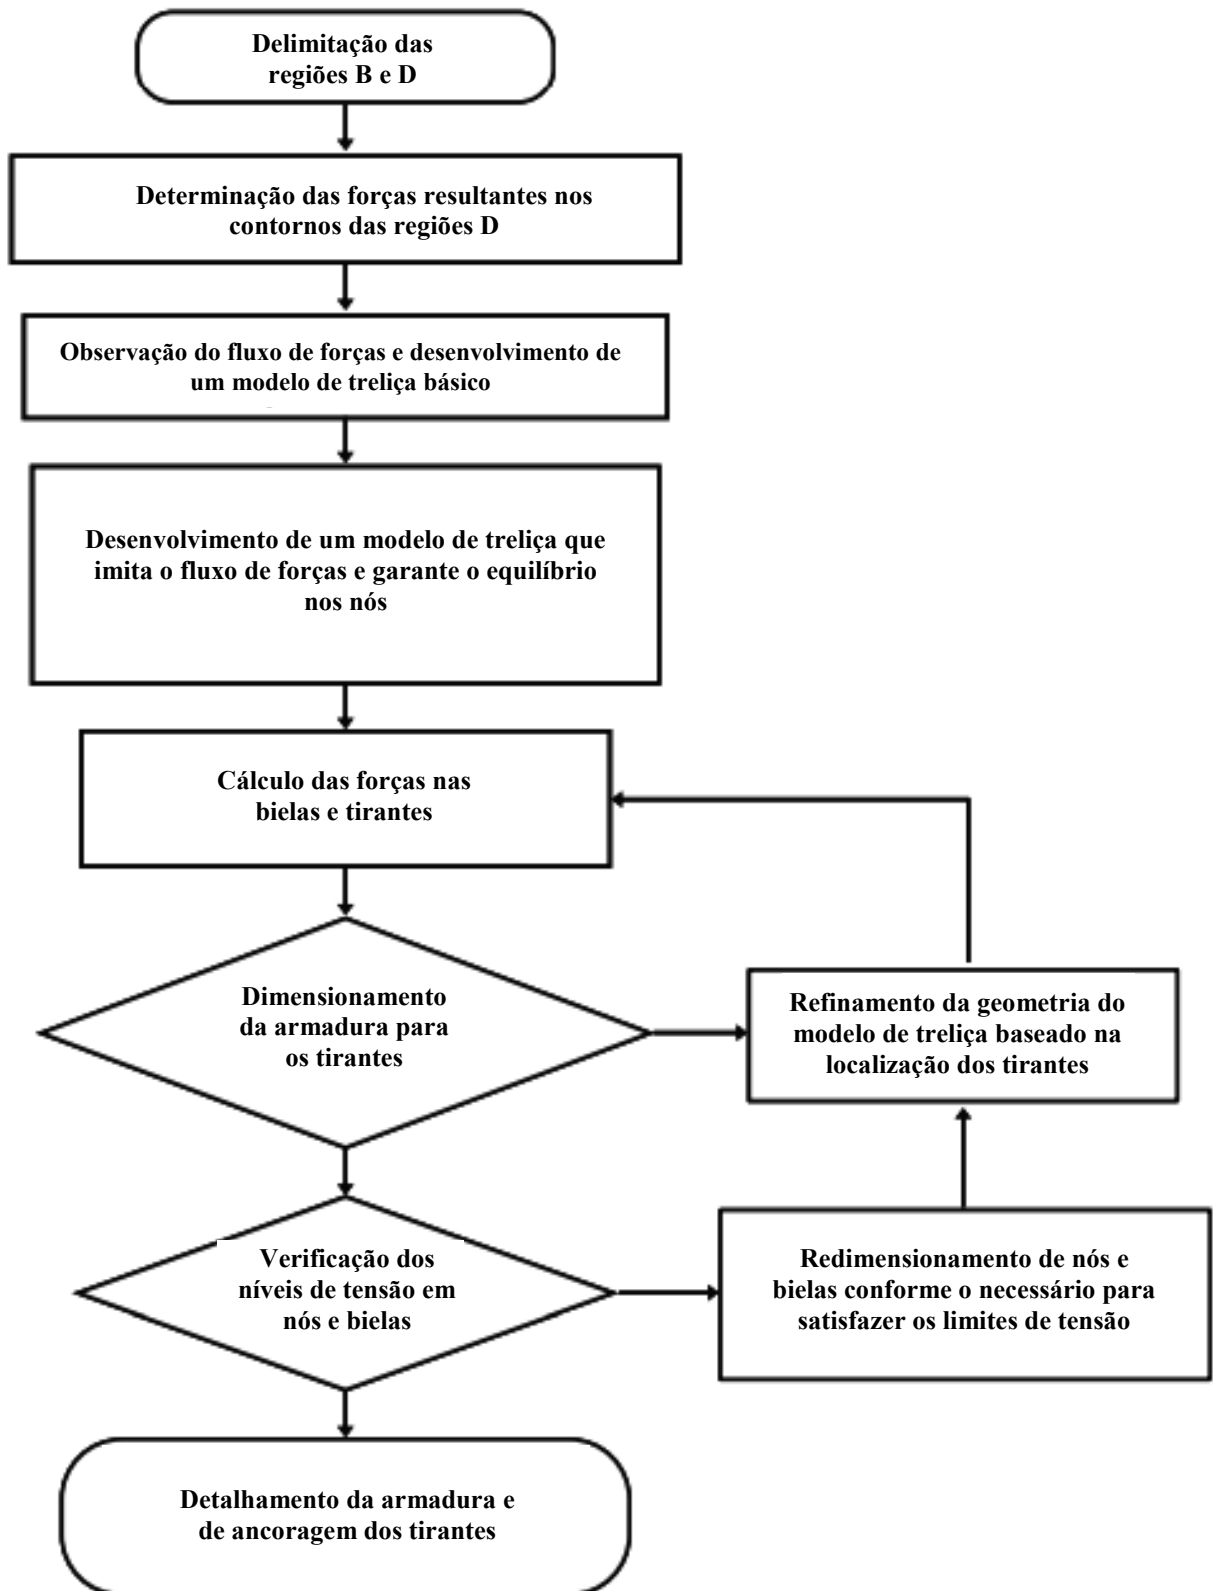 Delimitação das
regiões B e D
Determinação das forças resultantes nos
contornos das regiões D
Observação do fluxo de forças e desenvolvimento de
um modelo de treliça básico
Desenvolvimento de um modelo de treliça que
imita o fluxo de forças e garante o equilíbrio
nos nós
Cálculo das forças nas
bielas e tirantes
Dimensionamento
da armadura para
os tirantes
Refinamento da geometria do
modelo de treliça baseado na
localização dos tirantes
Verificação dos
níveis de tensão em
nós e bielas
Redimensionamento de nós e
bielas conforme o necessário para
satisfazer os limites de tensão
Detalhamento da armadura e
de ancoragem dos tirantes